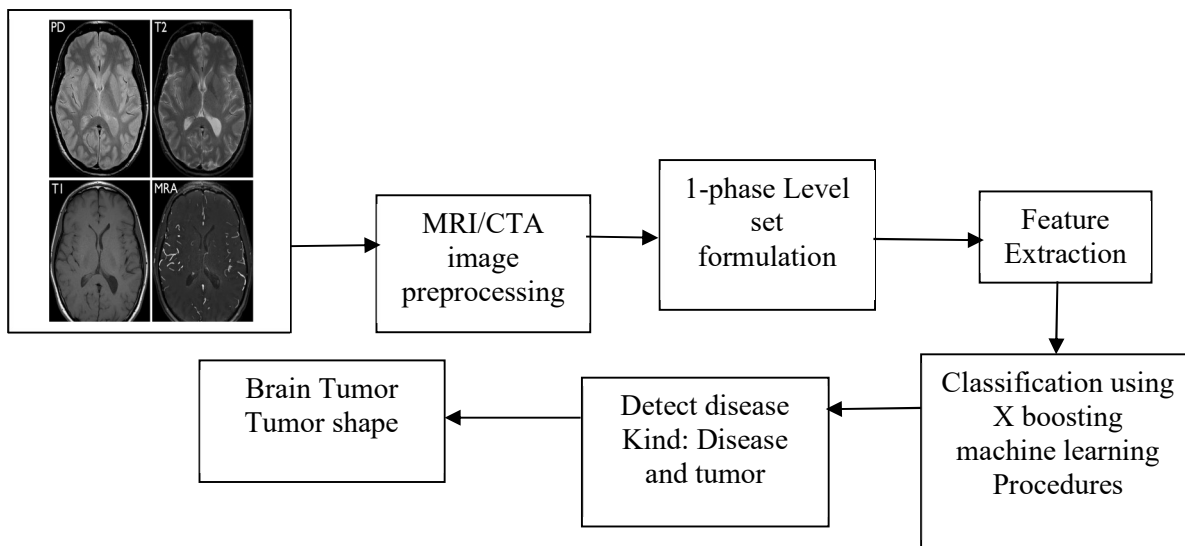 PD
T2
T1
MRA
MRI/CTA
image
preprocessing
1-phase Level
set
formulation
Feature
Extraction
Classification using
X boosting
machine learning
Procedures
Detect disease
Kind: Disease
and tumor
Brain Tumor
Tumor shape